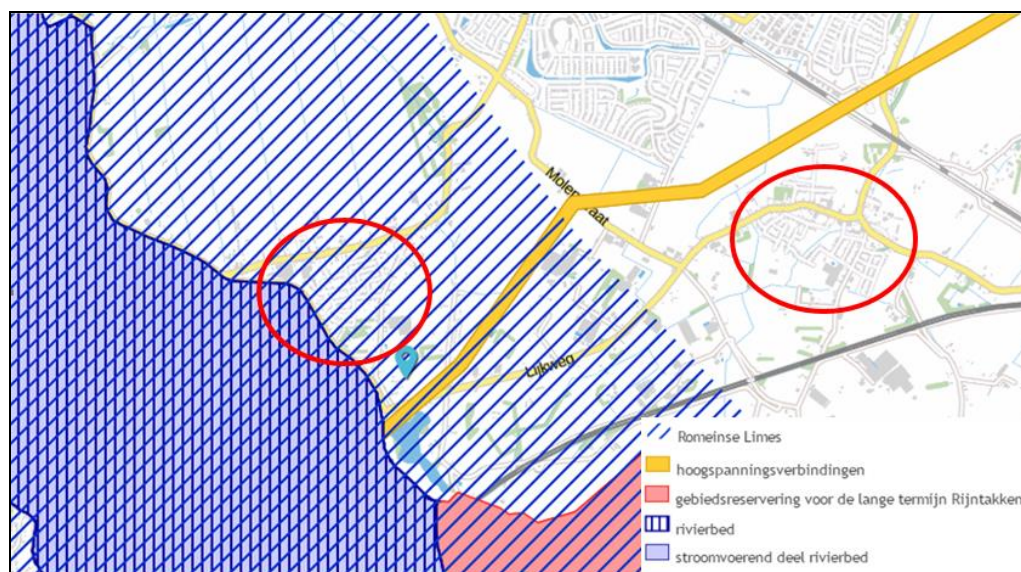 Molenstraat
Lijkweg
Romeinse Limes
hoogspanningsverbindingen
gebiedsreservering voor de lange termijn Rijntakken
rivierbed
stroomvoerend deel rivierbed